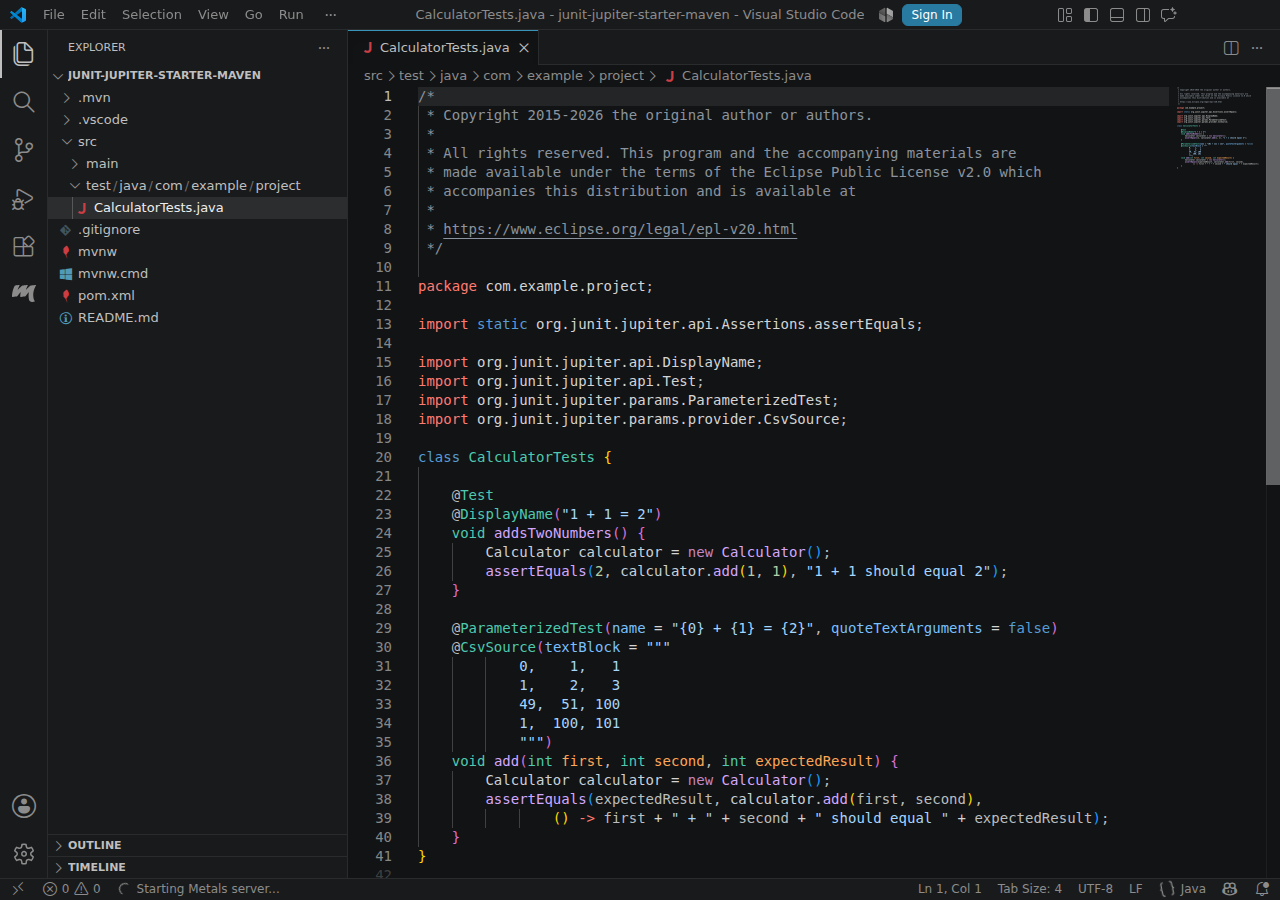 File Edit Selection View Go Run ··· CalculatorTests.java - junit-jupiter-starter-maven - Visual Studio Code Sign In
EXPLORER ···
JUNIT-JUPITER-STARTER-MAVEN
.mvn
.vscode
src
main
test/java/com/example/project
CalculatorTests.java
.gitignore
mvnw
mvnw.cmd
pom.xml
README.md
OUTLINE
TIMELINE
CalculatorTests.java
src > test > java > com > example > project > CalculatorTests.java
1 /*
2  * Copyright 2015-2026 the original author or authors.
3  *
4  * All rights reserved. This program and the accompanying materials are
5  * made available under the terms of the Eclipse Public License v2.0 which
6  * accompanies this distribution and is available at
7  *
8  * https://www.eclipse.org/legal/epl-v20.html
9  */
10
11 package com.example.project;
12
13 import static org.junit.jupiter.api.Assertions.assertEquals;
14
15 import org.junit.jupiter.api.DisplayName;
16 import org.junit.jupiter.api.Test;
17 import org.junit.jupiter.params.ParameterizedTest;
18 import org.junit.jupiter.params.provider.CsvSource;
19
20 class CalculatorTests {
21
22     @Test
23     @DisplayName("1 + 1 = 2")
24     void addsTwoNumbers() {
25         Calculator calculator = new Calculator();
26         assertEquals(2, calculator.add(1, 1), "1 + 1 should equal 2");
27     }
28
29     @ParameterizedTest(name = "{0} + {1} = {2}", quoteTextArguments = false)
30     @CsvSource(textBlock = """
31             0,    1,   1
32             1,    2,   3
33             49,  51, 100
34             1,  100, 101
35             """)
36     void add(int first, int second, int expectedResult) {
37         Calculator calculator = new Calculator();
38         assertEquals(expectedResult, calculator.add(first, second),
39                 () -> first + " + " + second + " should equal " + expectedResult);
40     }
41 }
42
0 0 Starting Metals server... Ln 1, Col 1 Tab Size: 4 UTF-8 LF Java